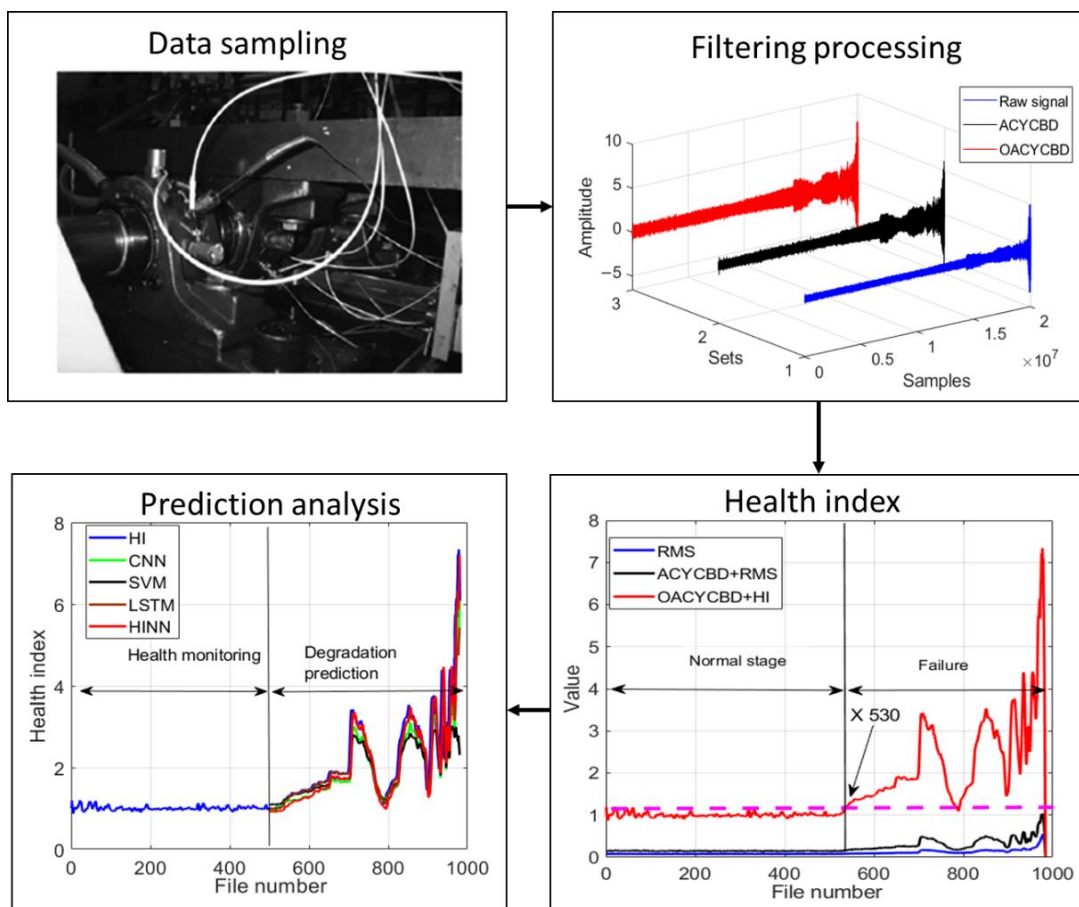 Data sampling
Filtering processing
Raw signal
ACYCBD
OACYCBD
10
5
0
−5
Amplitude
3
2
1
Sets
0
0.5
1
1.5
2
×10⁷
Samples
Prediction analysis
8
6
4
2
0
Health index
HI
CNN
SVM
LSTM
HINN
Health monitoring
Degradation
prediction
0
200
400
600
800
1000
File number
Health index
8
7
6
5
4
3
2
1
0
Value
RMS
ACYCBD+RMS
OACYCBD+HI
Normal stage
Failure
X 530
0
200
400
600
800
1000
File number